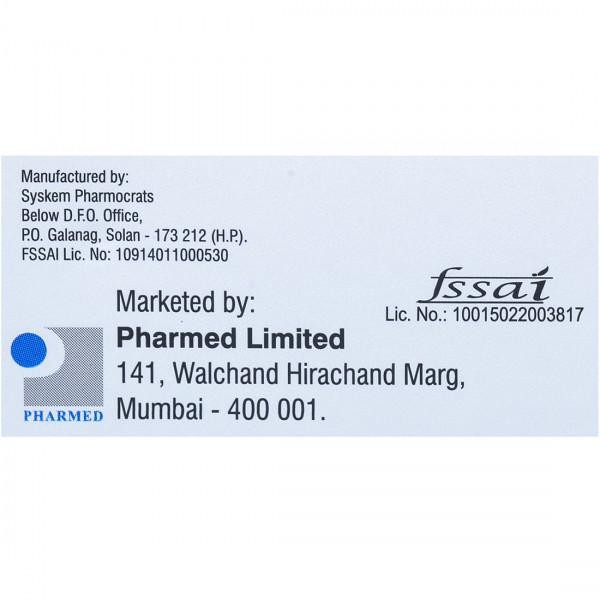 Manufactured by:
Syskem Pharmocrats
Below D.F.O. Office,
P.O. Galanag, Solan - 173 212 (H.P.).
FSSAI Lic. No: 10914011000530
fssai
Lic. No.: 10015022003817
Marketed by:
Pharmed Limited
141, Walchand Hirachand Marg,
Mumbai - 400 001.
PHARMED